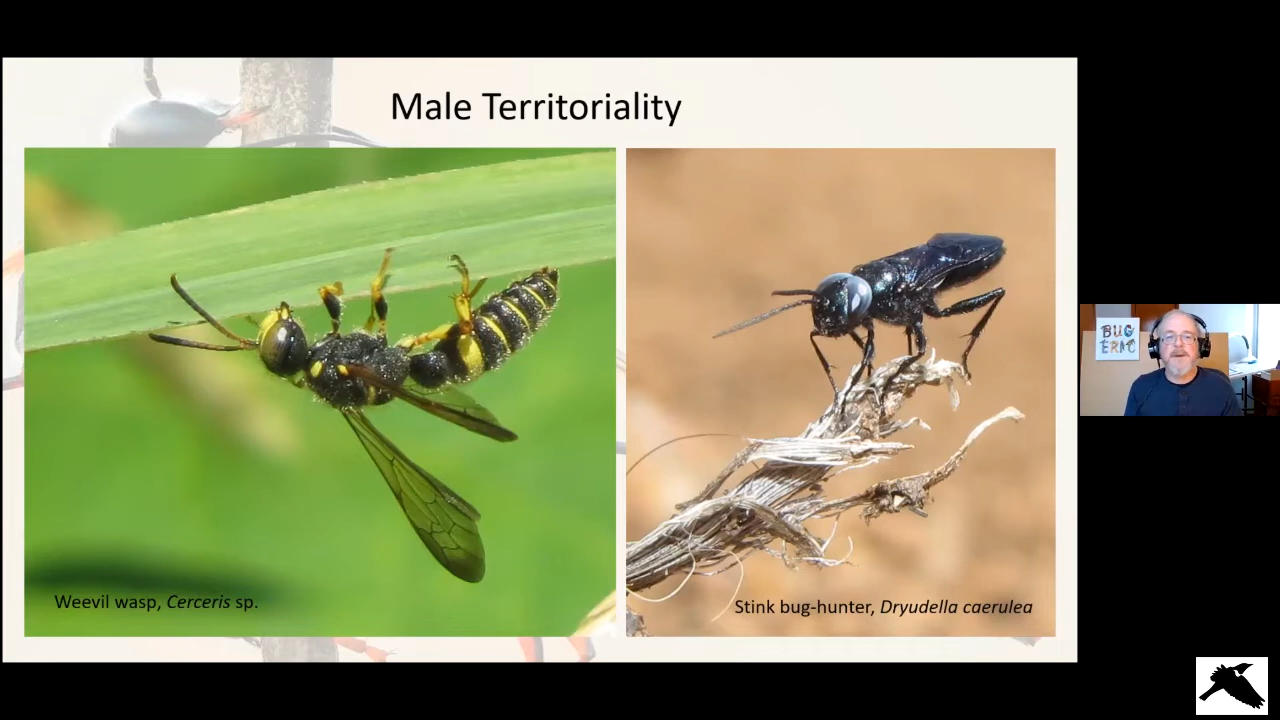 Male Territoriality
Weevil wasp, Cerceris sp.
Stink bug-hunter, Dryudella caerulea
BUG
ERIC